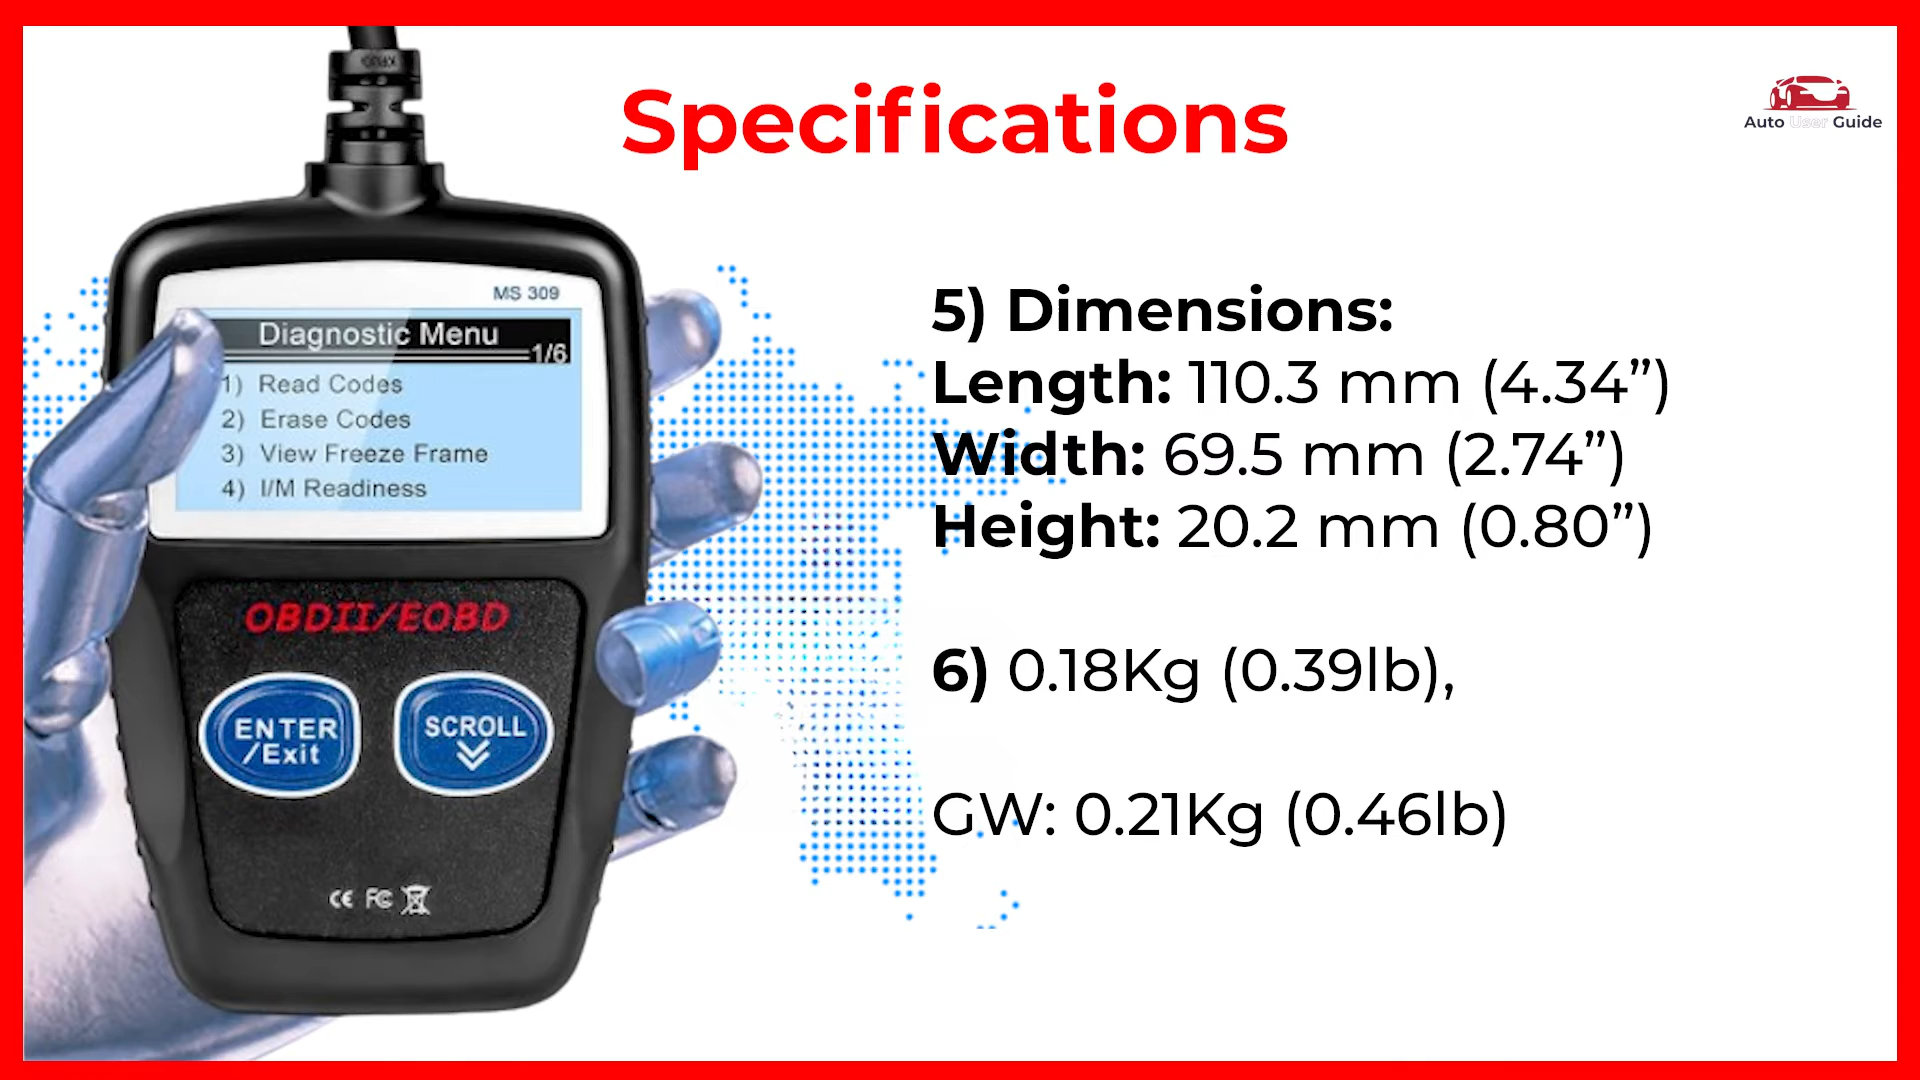 Specifications
Auto User Guide
MS 309
Diagnostic Menu
1/6
1) Read Codes
2) Erase Codes
3) View Freeze Frame
4) I/M Readiness
OBDII/EOBD
ENTER
/Exit
SCROLL
CE FC
5) Dimensions:
Length: 110.3 mm (4.34”)
Width: 69.5 mm (2.74”)
Height: 20.2 mm (0.80”)
6) 0.18Kg (0.39lb),
GW: 0.21Kg (0.46lb)